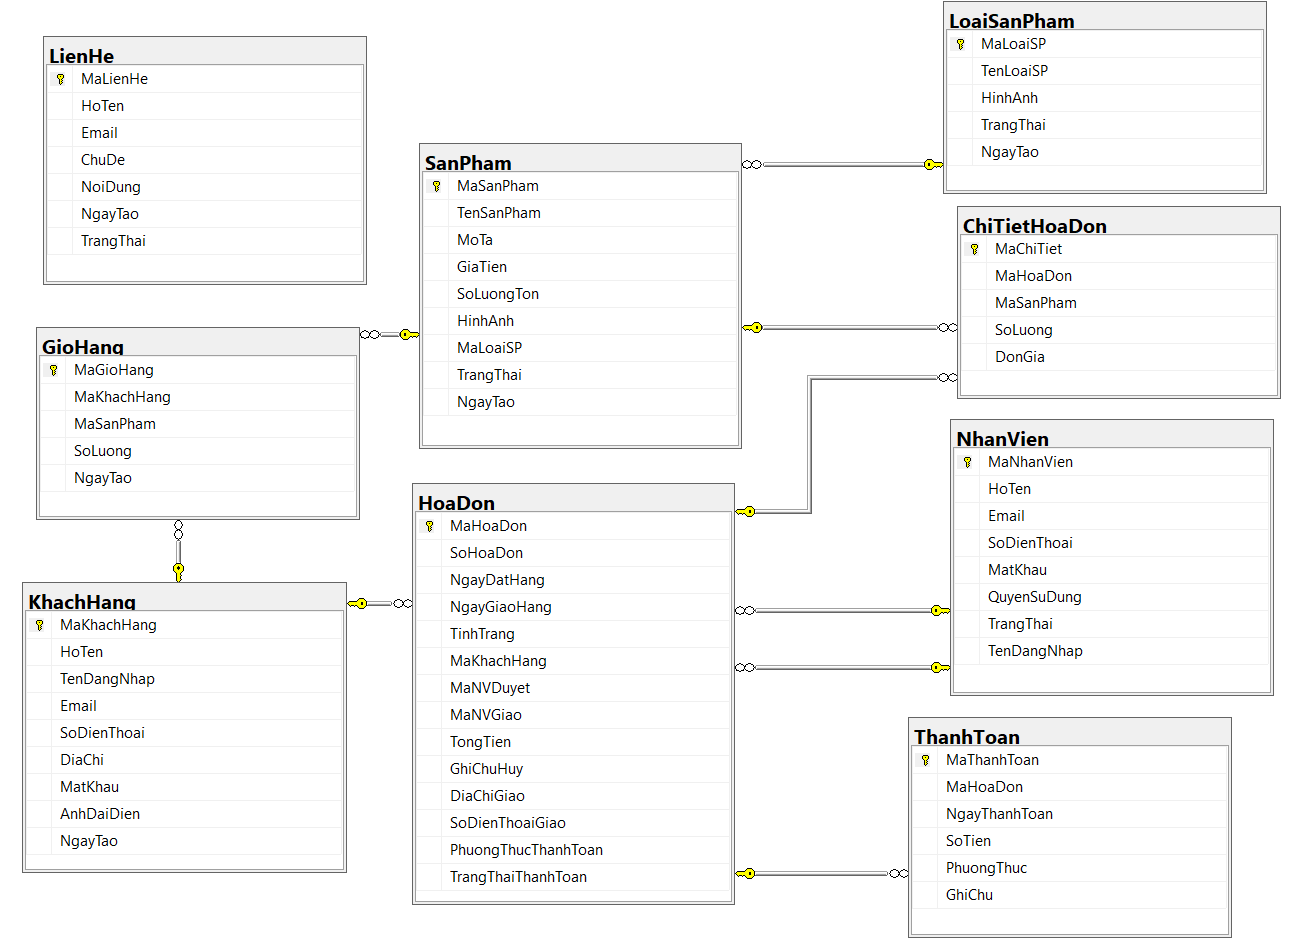 LienHe
MaLienHe
HoTen
Email
ChuDe
NoiDung
NgayTao
TrangThai
SanPham
MaSanPham
TenSanPham
MoTa
GiaTien
SoLuongTon
HinhAnh
MaLoaiSP
TrangThai
NgayTao
LoaiSanPham
MaLoaiSP
TenLoaiSP
HinhAnh
TrangThai
NgayTao
ChiTietHoaDon
MaChiTiet
MaHoaDon
MaSanPham
SoLuong
DonGia
GioHang
MaGioHang
MaKhachHang
MaSanPham
SoLuong
NgayTao
KhachHang
MaKhachHang
HoTen
TenDangNhap
Email
SoDienThoai
DiaChi
MatKhau
AnhDaiDien
NgayTao
HoaDon
MaHoaDon
SoHoaDon
NgayDatHang
NgayGiaoHang
TinhTrang
MaKhachHang
MaNVDuyet
MaNVGiao
TongTien
GhiChuHuy
DiaChiGiao
SoDienThoaiGiao
PhuongThucThanhToan
TrangThaiThanhToan
NhanVien
MaNhanVien
HoTen
Email
SoDienThoai
MatKhau
QuyenSuDung
TrangThai
TenDangNhap
ThanhToan
MaThanhToan
MaHoaDon
NgayThanhToan
SoTien
PhuongThuc
GhiChu